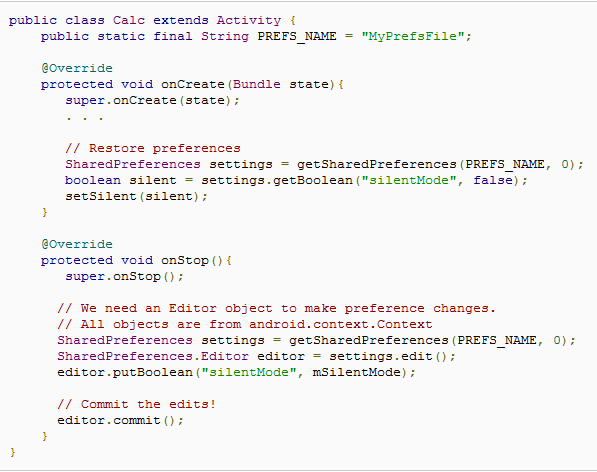 public class Calc extends Activity {
    public static final String PREFS_NAME = "MyPrefsFile";

    @Override
    protected void onCreate(Bundle state){
       super.onCreate(state);
       . . .

       // Restore preferences
       SharedPreferences settings = getSharedPreferences(PREFS_NAME, 0);
       boolean silent = settings.getBoolean("silentMode", false);
       setSilent(silent);
    }

    @Override
    protected void onStop(){
       super.onStop();

      // We need an Editor object to make preference changes.
      // All objects are from android.context.Context
      SharedPreferences settings = getSharedPreferences(PREFS_NAME, 0);
      SharedPreferences.Editor editor = settings.edit();
      editor.putBoolean("silentMode", mSilentMode);

      // Commit the edits!
      editor.commit();
    }
}